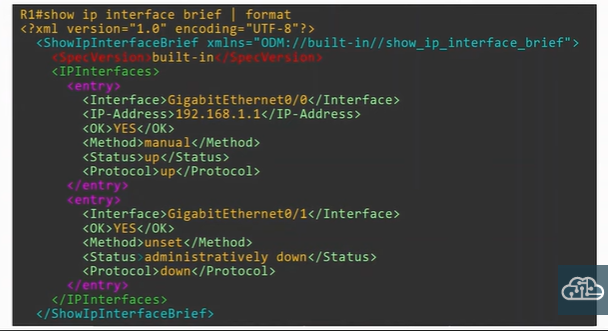 R1#show ip interface brief | format
<?xml version="1.0" encoding="UTF-8"?>
<ShowIpInterfaceBrief xmlns="ODM://built-in//show_ip_interface_brief">
<SpecVersion>built-in</SpecVersion>
<IPInterfaces>
<entry>
<Interface>GigabitEthernet0/0</Interface>
<IP-Address>192.168.1.1</IP-Address>
<OK>YES</OK>
<Method>manual</Method>
<Status>up</Status>
<Protocol>up</Protocol>
</entry>
<entry>
<Interface>GigabitEthernet0/1</Interface>
<OK>YES</OK>
<Method>unset</Method>
<Status>administratively down</Status>
<Protocol>down</Protocol>
</entry>
</IPInterfaces>
</ShowIpInterfaceBrief>